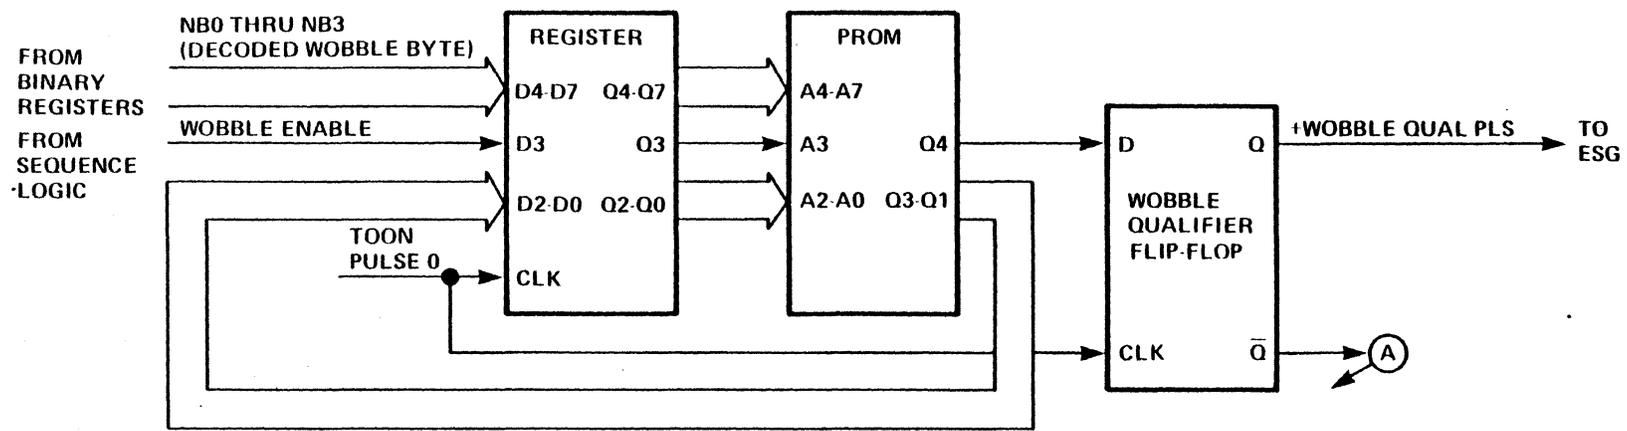 NB0 THRU NB3
(DECODED WOBBLE BYTE)
FROM
BINARY
REGISTERS
WOBBLE ENABLE
FROM
SEQUENCE
LOGIC
TOON
PULSE 0
REGISTER
D4-D7 Q4-Q7
D3 Q3
D2-D0 Q2-Q0
CLK
PROM
A4-A7
A3 Q4
A2-A0 Q3-Q1
D Q
WOBBLE
QUALIFIER
FLIP-FLOP
CLK Q̅
+WOBBLE QUAL PLS
TO
ESG
A